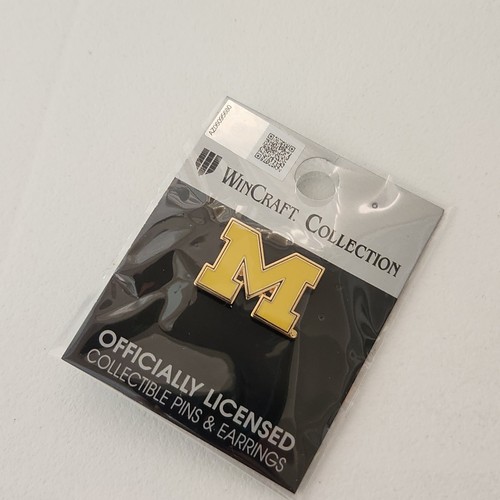 WINCRAFT COLLECTION
M
OFFICIALLY LICENSED
COLLECTIBLE PINS & EARRINGS